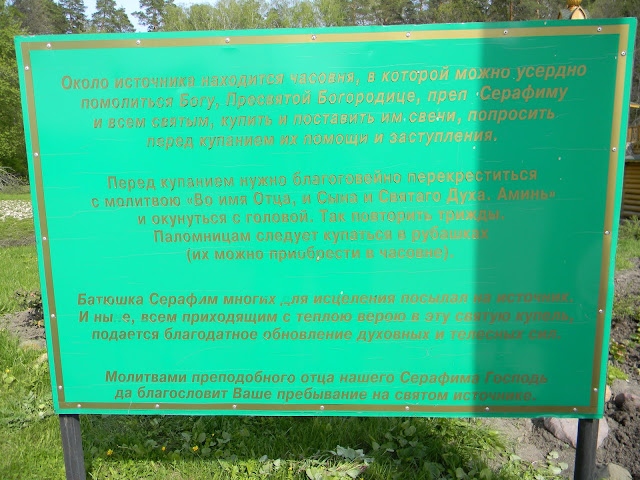 Около источника находится часовня, в которой можно усердно
помолиться Богу, Пресвятой Богородице, преп. Серафиму
и всем святым, купить и поставить им свечи, попросить
перед купанием их помощи и заступления.
Перед купанием нужно благоговейно перекреститься
с молитвою «Во имя Отца, и Сына и Святаго Духа. Аминь»
и окунуться с головой. Так повторить трижды.
Паломницам следует купаться в рубашках
(их можно приобрести в часовне).
Батюшка Серафим многих для исцеления посылал на источник.
И ныне, всем приходящим с теплою верою в эту святую купель,
подается благодатное обновление духовных и телесных сил.
Молитвами преподобного отца нашего Серафима Господь
да благословит Ваше пребывание на святом источнике.